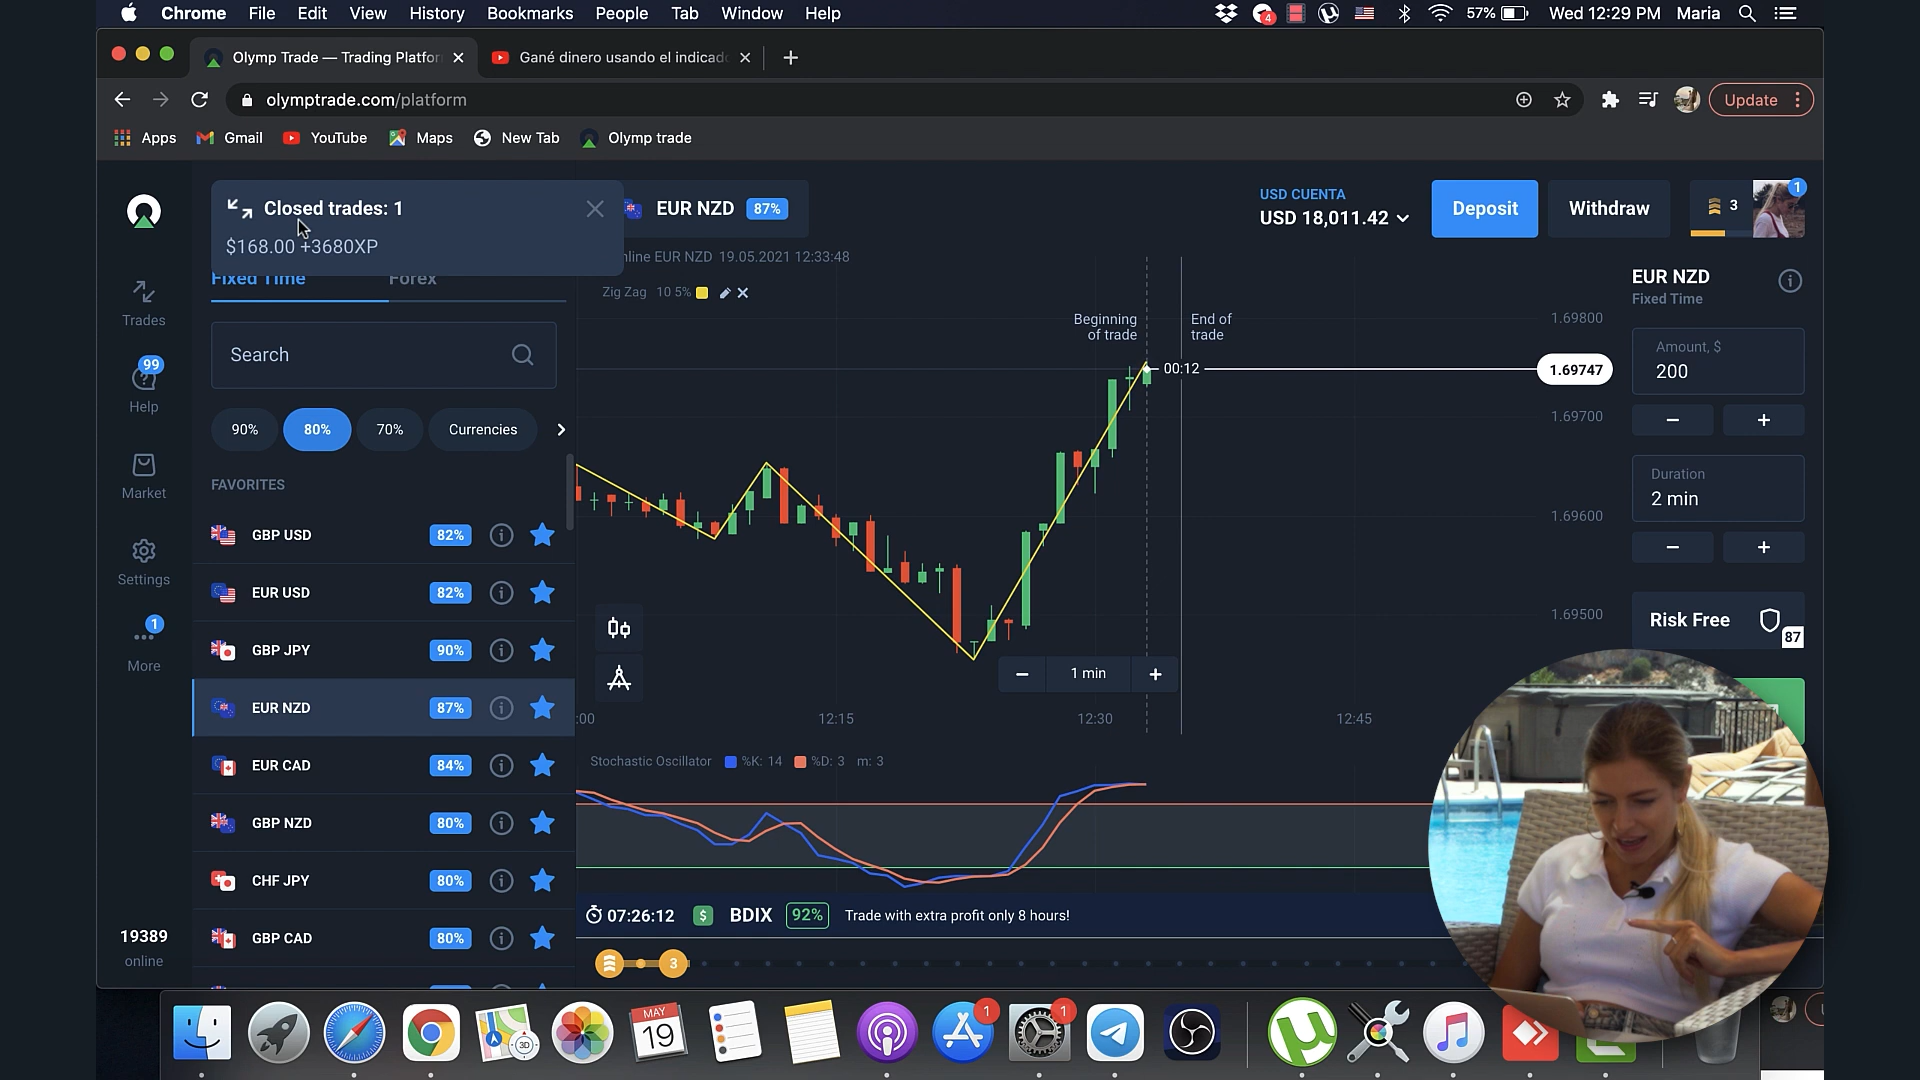 Chrome File Edit View History Bookmarks People Tab Window Help
4 57% Wed 12:29 PM Maria
Olymp Trade — Trading Platfor
Gané dinero usando el indicad
olymptrade.com/platform
Update
Apps Gmail YouTube Maps New Tab Olymp trade
Closed trades: 1
$168.00 +3680XP
EUR NZD 87%
USD CUENTA
USD 18,011.42
Deposit
Withdraw
3
1
Fixed Time Forex
nline EUR NZD 19.05.2021 12:33:48
Zig Zag 10 5%
Trades
99
Help
Market
Settings
1
More
19389
online
Search
90% 80% 70% Currencies
FAVORITES
GBP USD 82%
EUR USD 82%
GBP JPY 90%
EUR NZD 87%
EUR CAD 84%
GBP NZD 80%
CHF JPY 80%
GBP CAD 80%
Beginning
of trade
End of
trade
00:12
1.69800
1.69747
1.69700
1.69600
1.69500
1 min
:00 12:15 12:30 12:45
Stochastic Oscillator %K: 14 %D: 3 m: 3
07:26:12 $ BDIX 92% Trade with extra profit only 8 hours!
3
EUR NZD
Fixed Time
Amount, $
200
Duration
2 min
Risk Free
87
3D
MAY
19
1
1